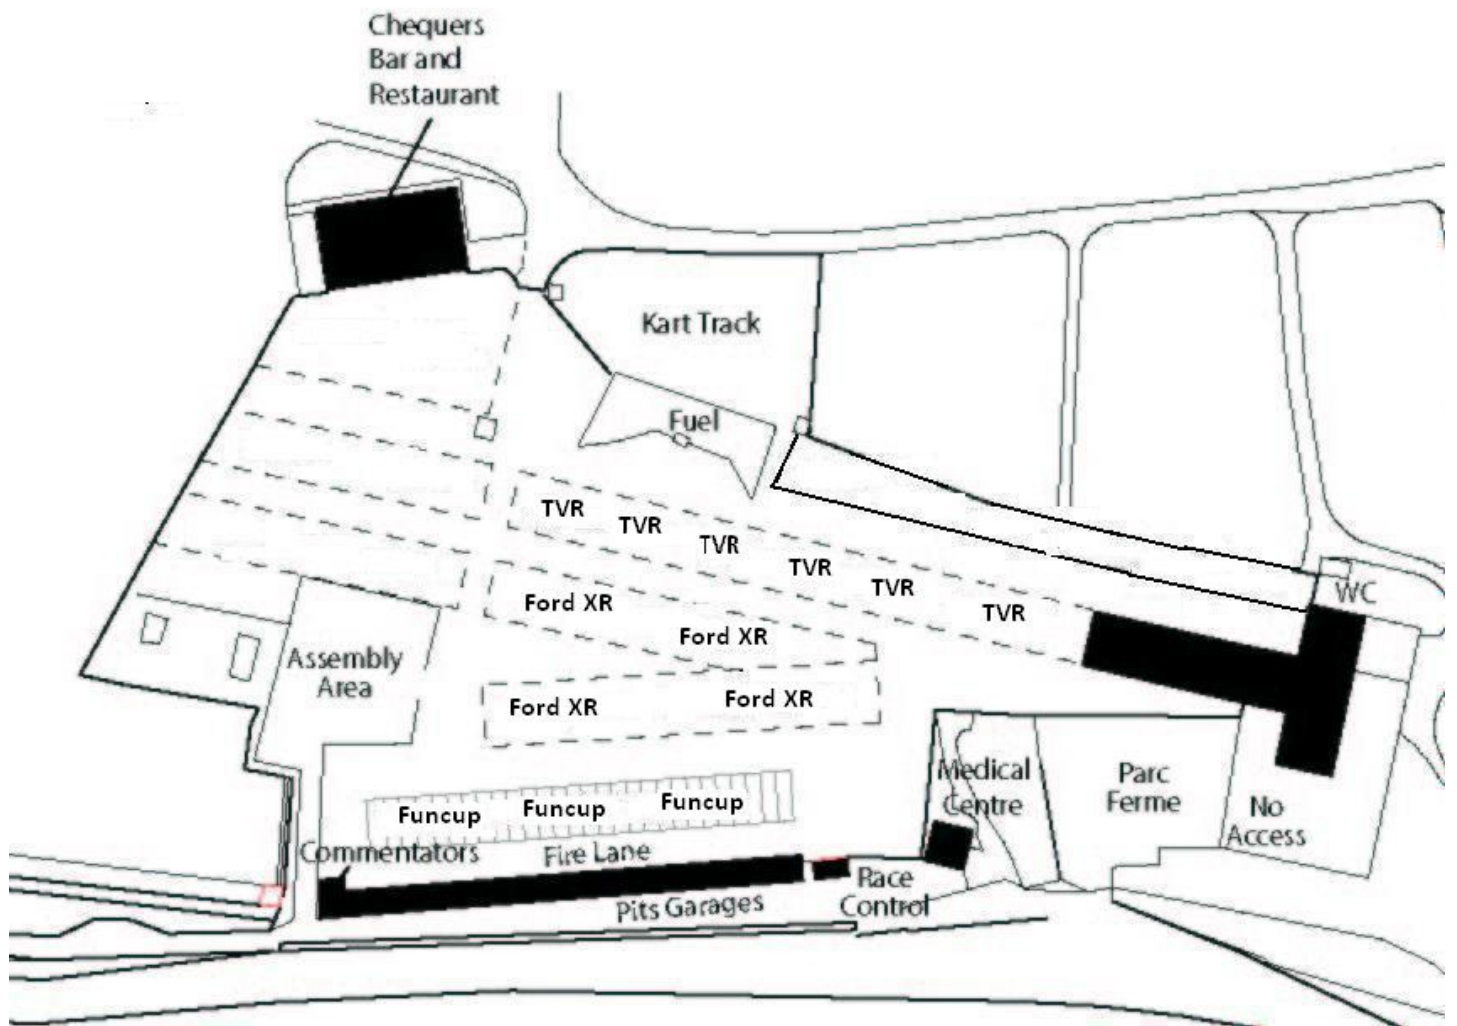 Chequers
Bar and
Restaurant
Kart Track
Fuel
TVR
TVR
TVR
TVR
TVR
TVR
WC
Ford XR
Ford XR
Assembly
Area
Ford XR
Ford XR
Medical
Centre
Parc
Ferme
No
Access
Funcup
Funcup
Funcup
Commentators
Fire Lane
Race
Control
Pits Garages